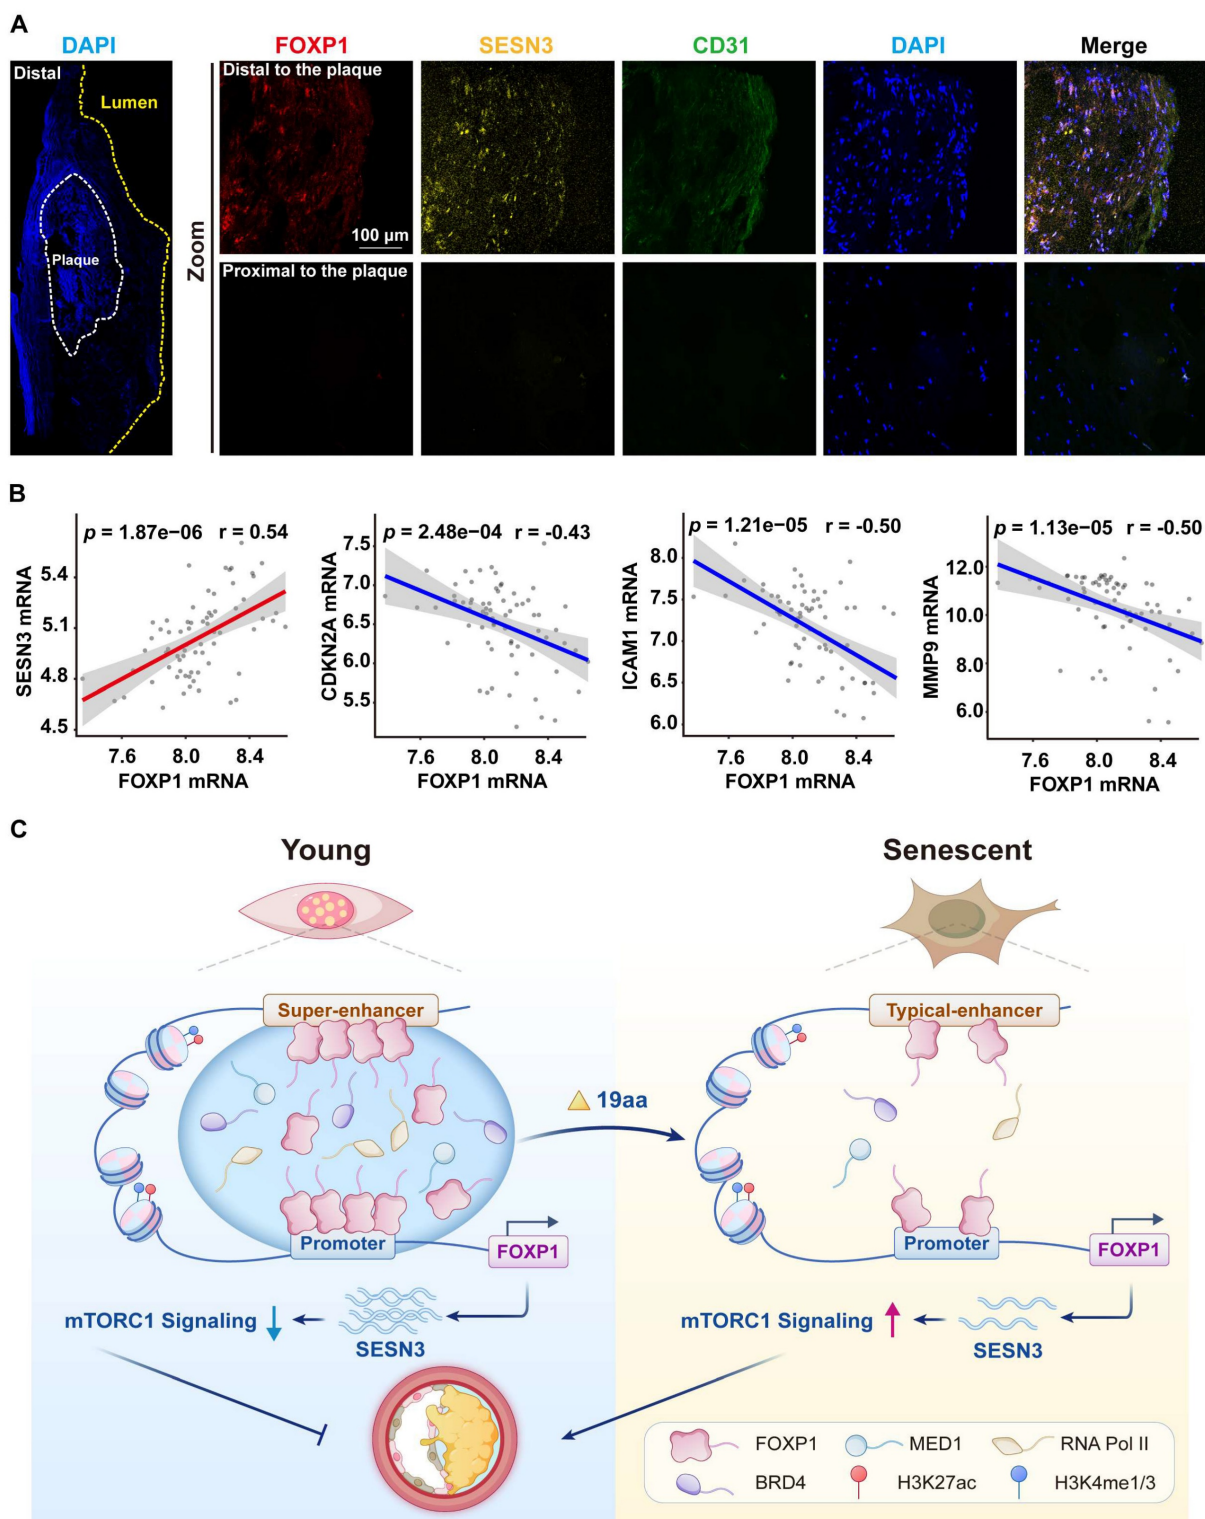 A
DAPI
FOXP1
SESN3
CD31
DAPI
Merge
Distal
Lumen
Plaque
Zoom
Distal to the plaque
100 μm
Proximal to the plaque
B
p = 1.87e−06 r = 0.54
SESN3 mRNA
5.4
5.1
4.8
4.5
7.6 8.0 8.4
FOXP1 mRNA
p = 2.48e−04 r = -0.43
CDKN2A mRNA
7.5
7.0
6.5
6.0
5.5
7.6 8.0 8.4
FOXP1 mRNA
p = 1.21e−05 r = -0.50
ICAM1 mRNA
8.0
7.5
7.0
6.5
6.0
7.6 8.0 8.4
FOXP1 mRNA
p = 1.13e−05 r = -0.50
MMP9 mRNA
12.0
10.0
8.0
6.0
7.6 8.0 8.4
FOXP1 mRNA
C
Young
Senescent
Super-enhancer
Typical-enhancer
19aa
Promoter
FOXP1
Promoter
FOXP1
mTORC1 Signaling
SESN3
mTORC1 Signaling
SESN3
FOXP1
MED1
RNA Pol II
BRD4
H3K27ac
H3K4me1/3